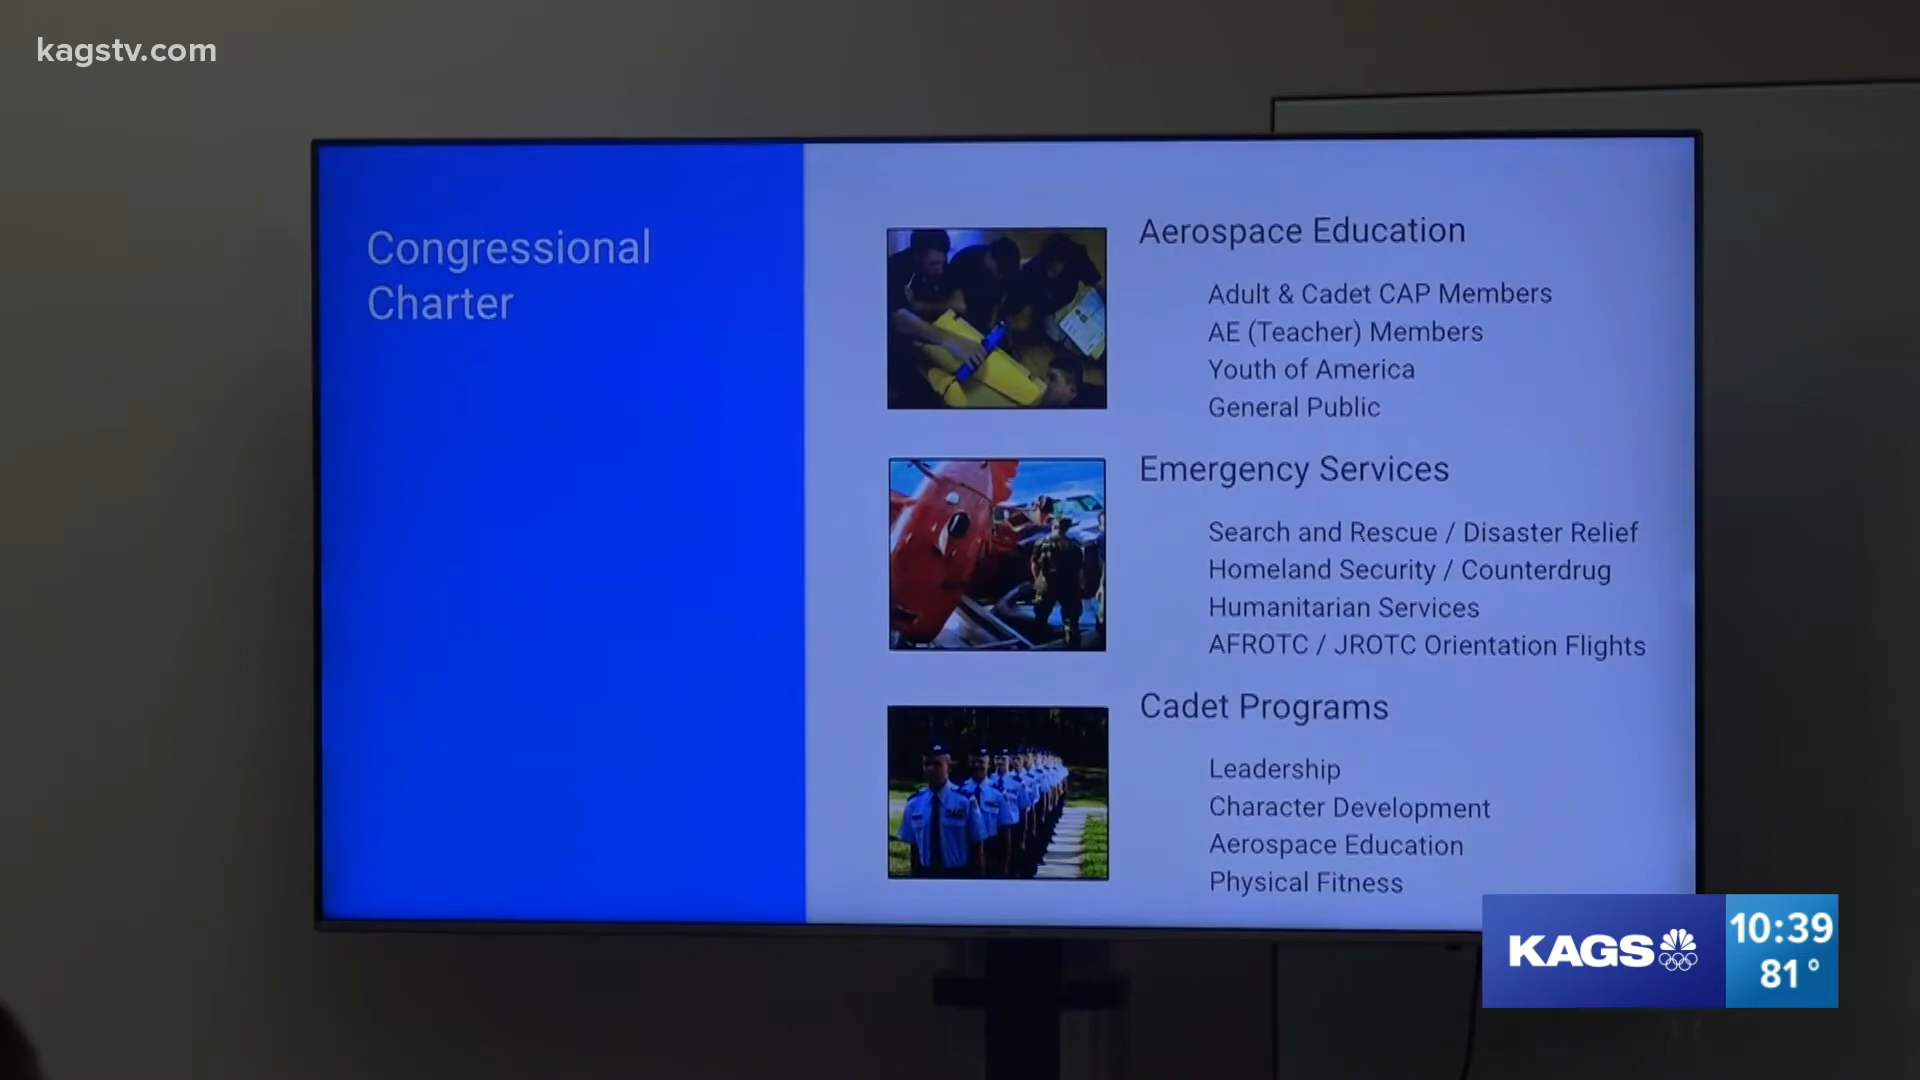 kagstv.com
Congressional
Charter
Aerospace Education
Adult & Cadet CAP Members
AE (Teacher) Members
Youth of America
General Public
Emergency Services
Search and Rescue / Disaster Relief
Homeland Security / Counterdrug
Humanitarian Services
AFROTC / JROTC Orientation Flights
Cadet Programs
Leadership
Character Development
Aerospace Education
Physical Fitness
KAGS
10:39
81°